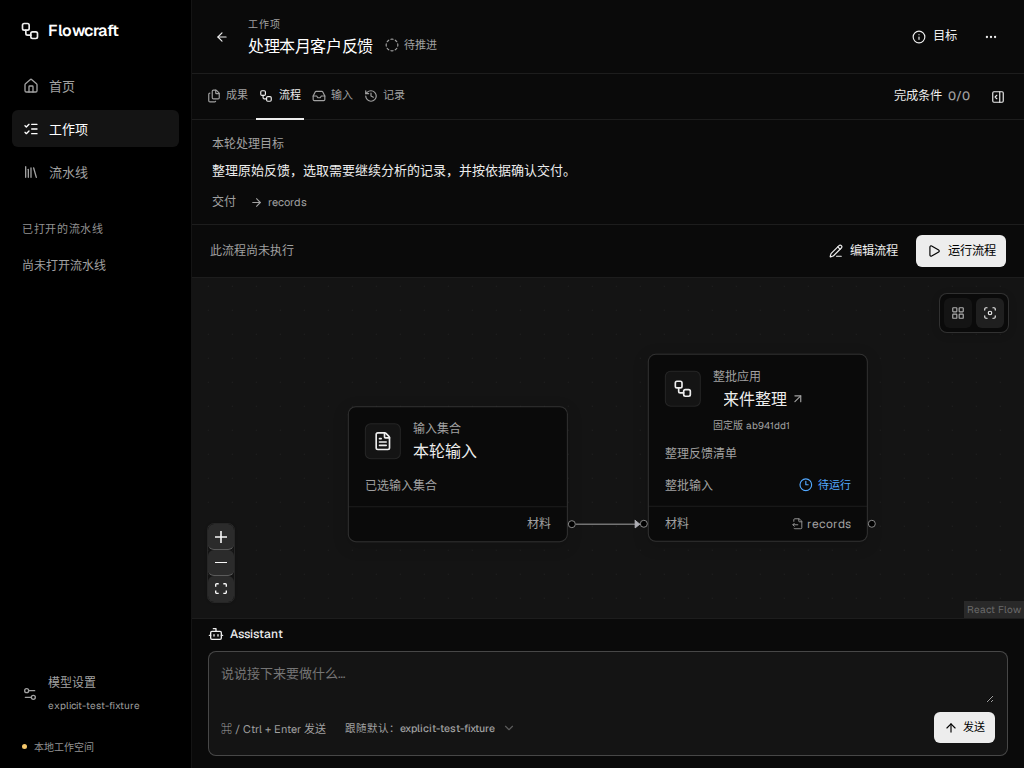 Flowcraft
首页
工作项
流水线
已打开的流水线
尚未打开流水线
模型设置
explicit-test-fixture
本地工作空间
工作项
处理本月客户反馈
待推进
目标
成果
流程
输入
记录
完成条件 0/0
本轮处理目标
整理原始反馈，选取需要继续分析的记录，并按依据确认交付。
交付 → records
此流程尚未执行
编辑流程
运行流程
输入集合
本轮输入
已选输入集合
材料
整批应用
来件整理
固定版 ab941dd1
整理反馈清单
整批输入
待运行
材料
records
React Flow
Assistant
说说接下来要做什么…
⌘ / Ctrl + Enter 发送
跟随默认：explicit-test-fixture
发送